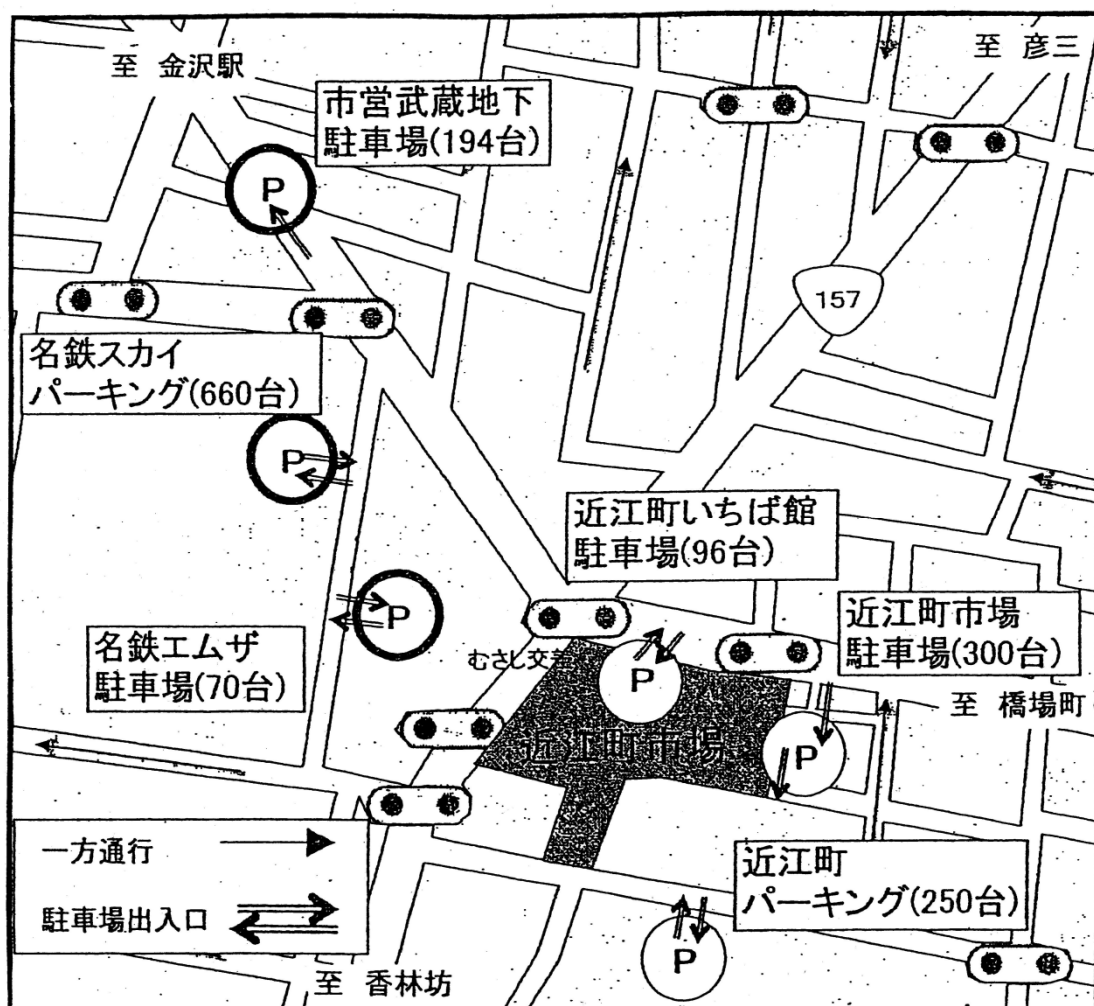 至 金沢駅
至 彦三
市営武蔵地下
駐車場(194台)
P
157
名鉄スカイ
パーキング(660台)
P
近江町いちば館
駐車場(96台)
近江町市場
駐車場(300台)
P
名鉄エムザ
駐車場(70台)
むさし交差
P
至 橋場町
近江町市場
P
一方通行
駐車場出入口
近江町
パーキング(250台)
P
至 香林坊